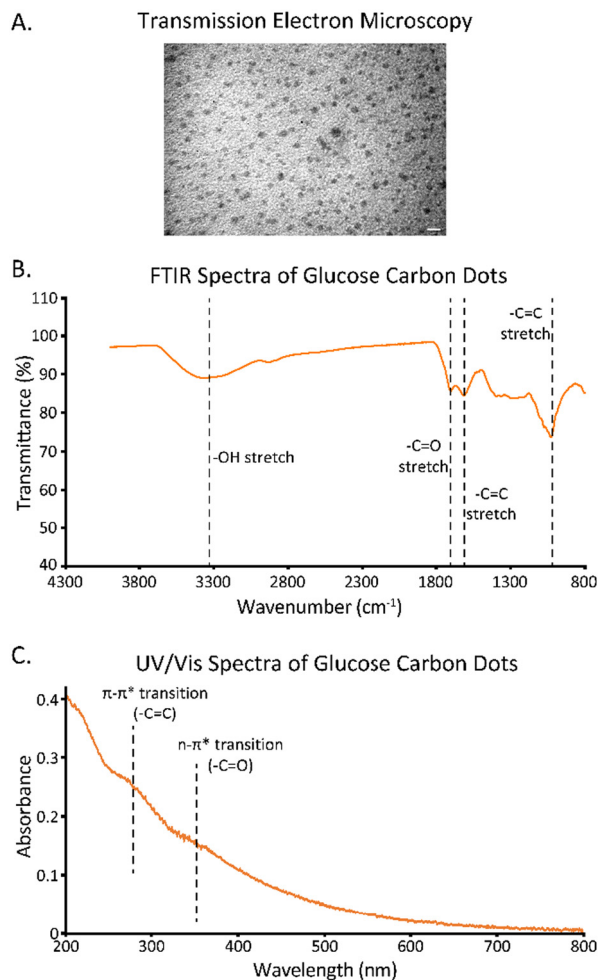 A.
Transmission Electron Microscopy
B.
FTIR Spectra of Glucose Carbon Dots
110
100
90
80
70
60
50
40
Transmittance (%)
-C=C
stretch
-OH stretch
-C=O
stretch
-C=C
stretch
4300 3800 3300 2800 2300 1800 1300 800
Wavenumber (cm⁻¹)
C.
UV/Vis Spectra of Glucose Carbon Dots
0.4
0.3
0.2
0.1
0
Absorbance
π-π* transition
(-C=C)
n-π* transition
(-C=O)
200 300 400 500 600 700 800
Wavelength (nm)